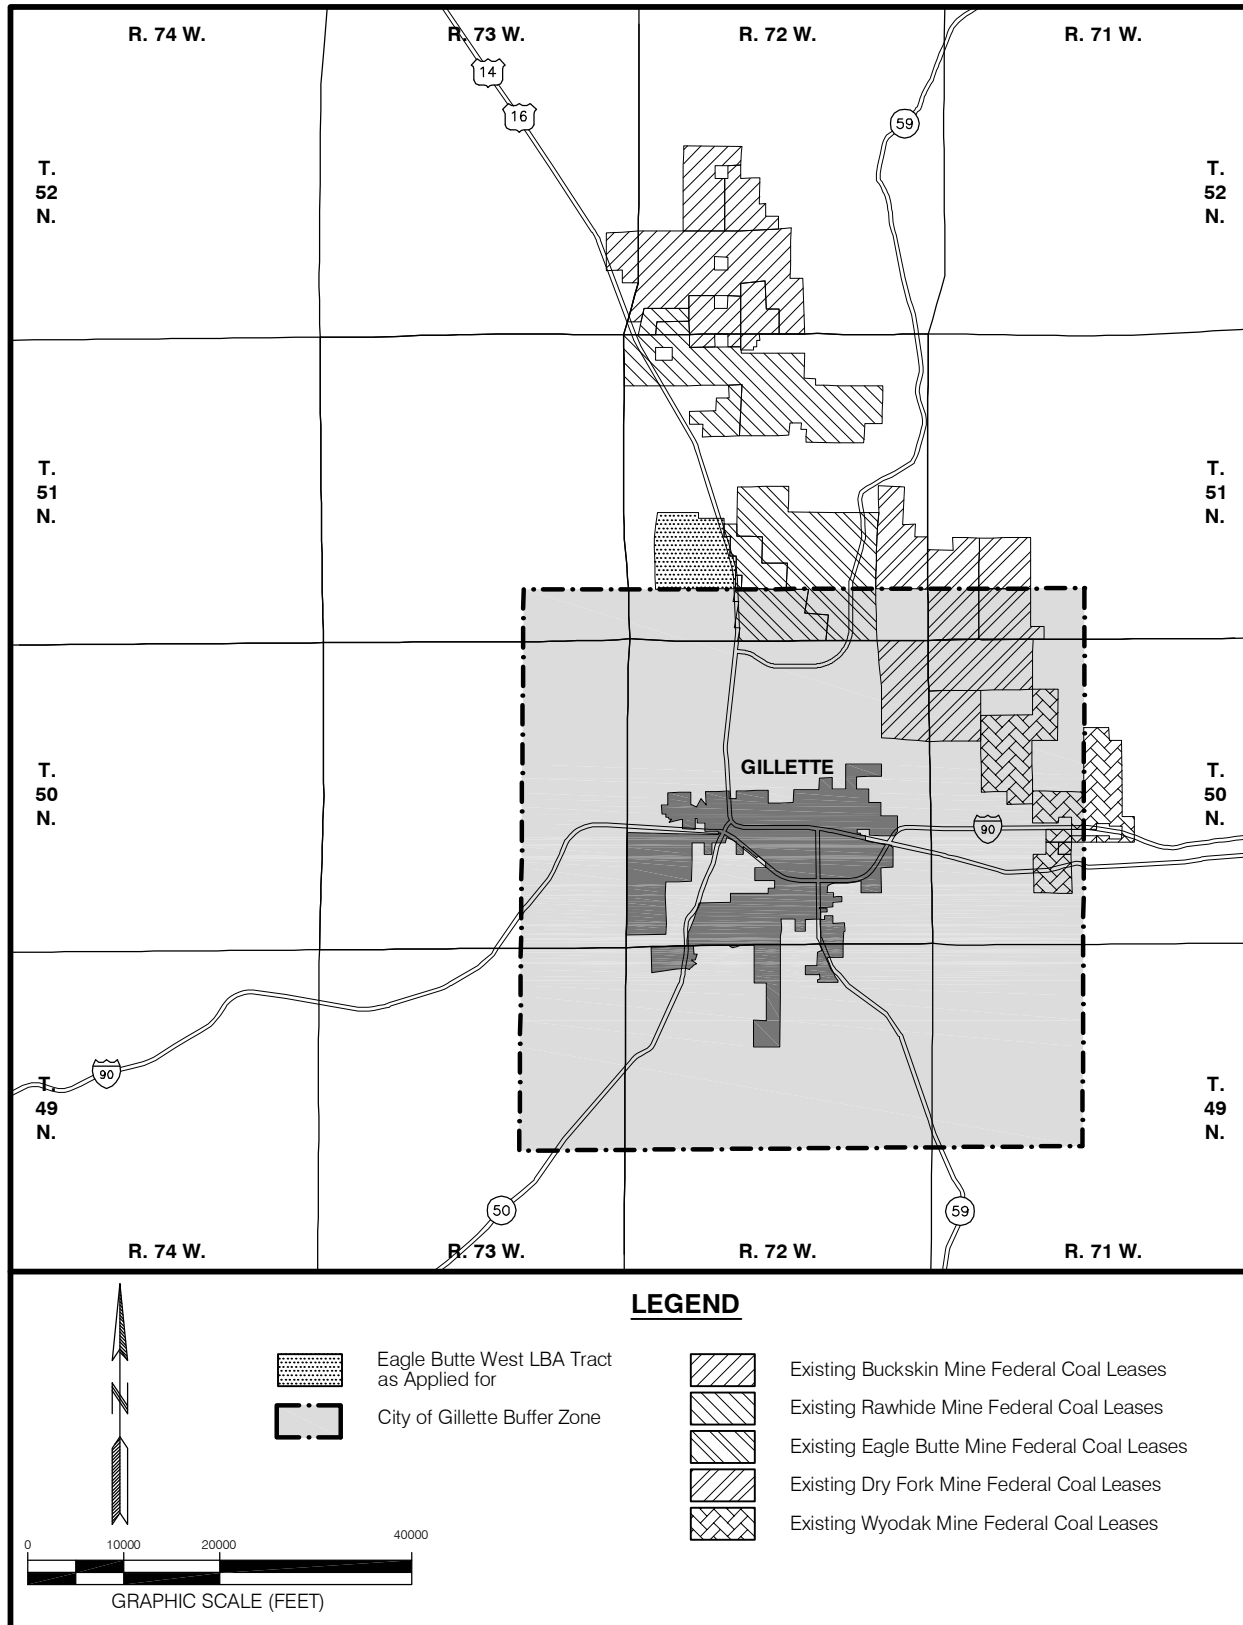 R. 74 W.
R. 73 W.
R. 72 W.
R. 71 W.
14
16
59
T.
52
N.
T.
52
N.
T.
51
N.
T.
51
N.
GILLETTE
T.
50
N.
T.
50
N.
90
90
T.
49
N.
T.
49
N.
50
59
R. 74 W.
R. 73 W.
R. 72 W.
R. 71 W.
LEGEND
Eagle Butte West LBA Tract
as Applied for
City of Gillette Buffer Zone
Existing Buckskin Mine Federal Coal Leases
Existing Rawhide Mine Federal Coal Leases
Existing Eagle Butte Mine Federal Coal Leases
Existing Dry Fork Mine Federal Coal Leases
Existing Wyodak Mine Federal Coal Leases
N
0
10000
20000
40000
GRAPHIC SCALE (FEET)